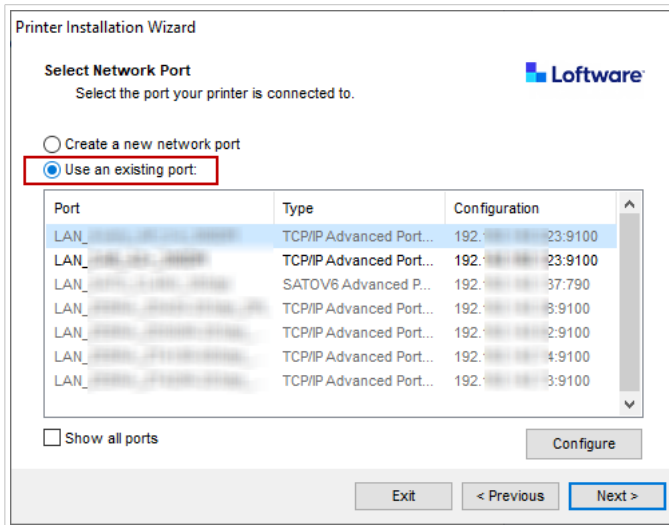 Printer Installation Wizard
Select Network Port
Loftware
Select the port your printer is connected to.
Create a new network port
Use an existing port:
Port Type Configuration
LAN_ TCP/IP Advanced Port... 192. 23:9100
LAN_ TCP/IP Advanced Port... 192. 23:9100
LAN_ SATOV6 Advanced P... 192. 37:790
LAN_ TCP/IP Advanced Port... 192. 3:9100
LAN_ TCP/IP Advanced Port... 192. 2:9100
LAN_ TCP/IP Advanced Port... 192. 4:9100
LAN_ TCP/IP Advanced Port... 192. 3:9100
Show all ports
Configure
Exit < Previous Next >